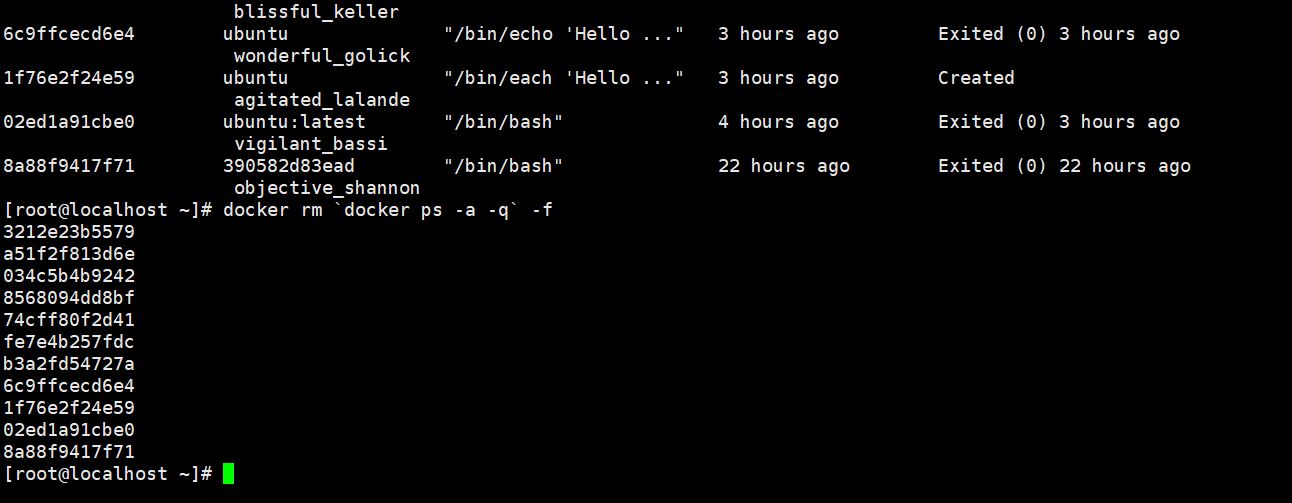 blissful_keller
6c9ffcecd6e4        ubuntu              "/bin/echo 'Hello ..."   3 hours ago         Exited (0) 3 hours ago
wonderful_golick
1f76e2f24e59        ubuntu              "/bin/each 'Hello ..."   3 hours ago         Created
agitated_lalande
02ed1a91cbe0        ubuntu:latest       "/bin/bash"              4 hours ago         Exited (0) 3 hours ago
vigilant_bassi
8a88f9417f71        390582d83ead        "/bin/bash"              22 hours ago        Exited (0) 22 hours ago
objective_shannon
[root@localhost ~]# docker rm `docker ps -a -q` -f
3212e23b5579
a51f2f813d6e
034c5b4b9242
8568094dd8bf
74cff80f2d41
fe7e4b257fdc
b3a2fd54727a
6c9ffcecd6e4
1f76e2f24e59
02ed1a91cbe0
8a88f9417f71
[root@localhost ~]#